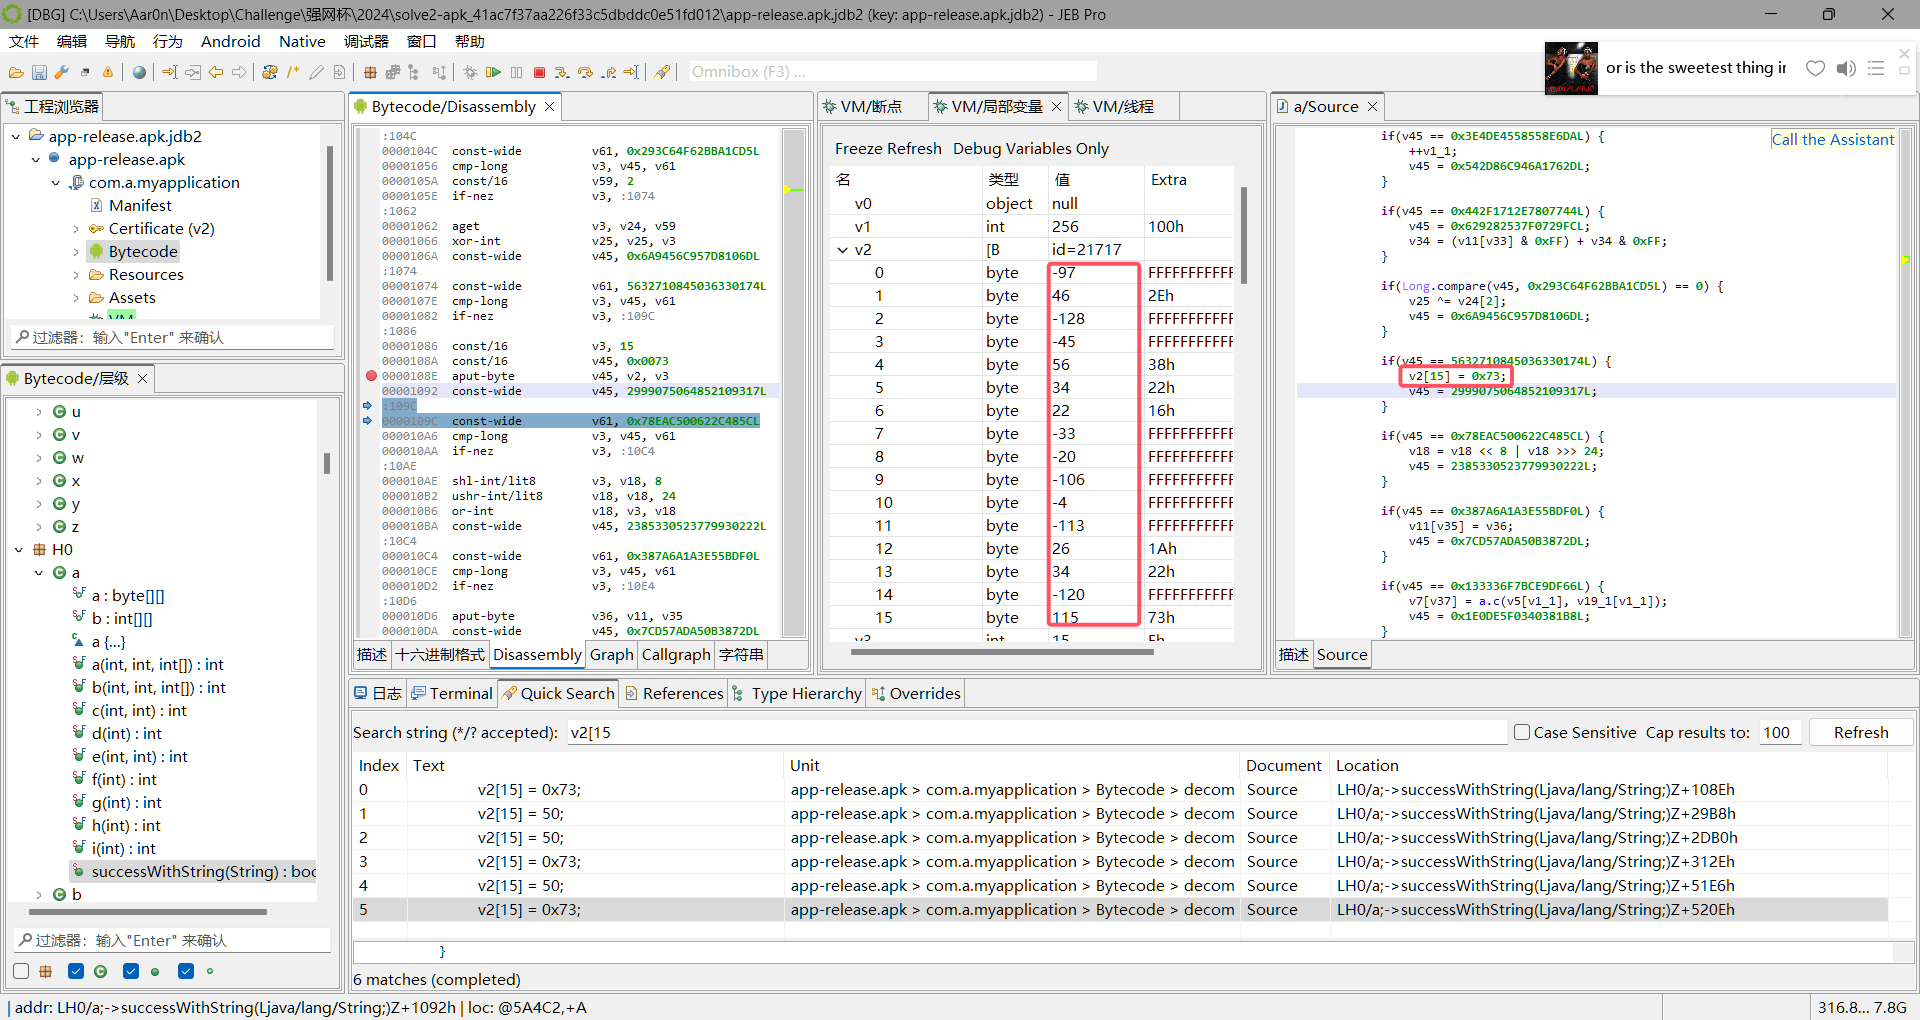 [DBG] C:\Users\Aar0n\Desktop\Challenge\强网杯\2024\solve2-apk_41ac7f37aa226f33c5dbddc0e51fd012\app-release.apk.jdb2 (key: app-release.apk.jdb2) - JEB Pro
文件 编辑 导航 行为 Android Native 调试器 窗口 帮助
Omnibox (F3) ...
or is the sweetest thing ir
工程浏览器
app-release.apk.jdb2
app-release.apk
com.a.myapplication
Manifest
Certificate (v2)
Bytecode
Resources
Assets
VM
过滤器: 输入"Enter" 来确认
Bytecode/层级
u
v
w
x
y
z
H0
a
a : byte[][]
b : int[][]
a {...}
a(int, int, int[]) : int
b(int, int, int[]) : int
c(int, int) : int
d(int) : int
e(int, int) : int
f(int) : int
g(int) : int
h(int) : int
i(int) : int
successWithString(String) : boo
b
过滤器: 输入"Enter" 来确认
Bytecode/Disassembly
:104C
0000104C const-wide v61, 0x293C64F62BBA1CD5L
00001056 cmp-long v3, v45, v61
0000105A const/16 v59, 2
0000105E if-nez v3, :1074
:1062
00001062 aget v3, v24, v59
00001066 xor-int v25, v25, v3
0000106A const-wide v45, 0x6A9456C957D8106DL
:1074
00001074 const-wide v61, 5632710845036330174L
0000107E cmp-long v3, v45, v61
00001082 if-nez v3, :109C
:1086
00001086 const/16 v3, 15
0000108A const/16 v45, 0x0073
0000108E aput-byte v45, v2, v3
00001092 const-wide v45, 2999075064852109317L
:109C
0000109C const-wide v61, 0x78EAC500622C485CL
000010A6 cmp-long v3, v45, v61
000010AA if-nez v3, :10C4
:10AE
000010AE shl-int/lit8 v3, v18, 8
000010B2 ushr-int/lit8 v18, v18, 24
000010B6 or-int v18, v3, v18
000010BA const-wide v45, 2385330523779930222L
:10C4
000010C4 const-wide v61, 0x387A6A1A3E55BDF0L
000010CE cmp-long v3, v45, v61
000010D2 if-nez v3, :10E4
:10D6
000010D6 aput-byte v36, v11, v35
000010DA const-wide v45, 0x7CD57ADA50B3872DL
描述 十六进制格式 Disassembly Graph Callgraph 字符串
VM/断点 VM/局部变量 VM/线程
Freeze Refresh Debug Variables Only
名 类型 值 Extra
v0 object null
v1 int 256 100h
v2 [B id=21717
0 byte -97 FFFFFFFFFFF
1 byte 46 2Eh
2 byte -128 FFFFFFFFFFF
3 byte -45 FFFFFFFFFFF
4 byte 56 38h
5 byte 34 22h
6 byte 22 16h
7 byte -33 FFFFFFFFFFF
8 byte -20 FFFFFFFFFFF
9 byte -106 FFFFFFFFFFF
10 byte -4 FFFFFFFFFFF
11 byte -113 FFFFFFFFFFF
12 byte 26 1Ah
13 byte 34 22h
14 byte -120 FFFFFFFFFFF
15 byte 115 73h
v3 int 15 Fh
a/Source
Call the Assistant
if(v45 == 0x3E4DE4558558E6DAL) {
++v1_1;
v45 = 0x542D86C946A1762DL;
}
if(v45 == 0x442F1712E7807744L) {
v45 = 0x629282537F0729FCL;
v34 = (v11[v33] & 0xFF) + v34 & 0xFF;
}
if(Long.compare(v45, 0x293C64F62BBA1CD5L) == 0) {
v25 ^= v24[2];
v45 = 0x6A9456C957D8106DL;
}
if(v45 == 5632710845036330174L) {
v2[15] = 0x73;
v45 = 2999075064852109317L;
}
if(v45 == 0x78EAC500622C485CL) {
v18 = v18 << 8 | v18 >>> 24;
v45 = 2385330523779930222L;
}
if(v45 == 0x387A6A1A3E55BDF0L) {
v11[v35] = v36;
v45 = 0x7CD57ADA50B3872DL;
}
if(v45 == 0x133336F7BCE9DF66L) {
v7[v37] = a.c(v5[v1_1], v19_1[v1_1]);
v45 = 0x1E0DE5F0340381B8L;
}
描述 Source
日志 Terminal Quick Search References Type Hierarchy Overrides
Search string (*/? accepted): v2[15 Case Sensitive Cap results to: 100 Refresh
Index Text Unit Document Location
0 v2[15] = 0x73; app-release.apk > com.a.myapplication > Bytecode > decom Source LH0/a;->successWithString(Ljava/lang/String;)Z+108Eh
1 v2[15] = 50; app-release.apk > com.a.myapplication > Bytecode > decom Source LH0/a;->successWithString(Ljava/lang/String;)Z+29B8h
2 v2[15] = 50; app-release.apk > com.a.myapplication > Bytecode > decom Source LH0/a;->successWithString(Ljava/lang/String;)Z+2DB0h
3 v2[15] = 0x73; app-release.apk > com.a.myapplication > Bytecode > decom Source LH0/a;->successWithString(Ljava/lang/String;)Z+312Eh
4 v2[15] = 50; app-release.apk > com.a.myapplication > Bytecode > decom Source LH0/a;->successWithString(Ljava/lang/String;)Z+51E6h
5 v2[15] = 0x73; app-release.apk > com.a.myapplication > Bytecode > decom Source LH0/a;->successWithString(Ljava/lang/String;)Z+520Eh
}
6 matches (completed)
| addr: LH0/a;->successWithString(Ljava/lang/String;)Z+1092h | loc: @5A4C2,+A
316.8... 7.8G